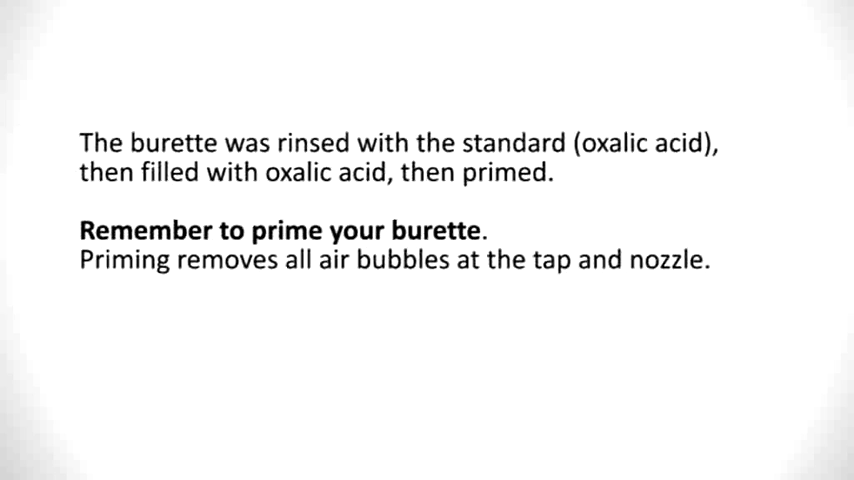 The burette was rinsed with the standard (oxalic acid),
then filled with oxalic acid, then primed.
Remember to prime your burette.
Priming removes all air bubbles at the tap and nozzle.